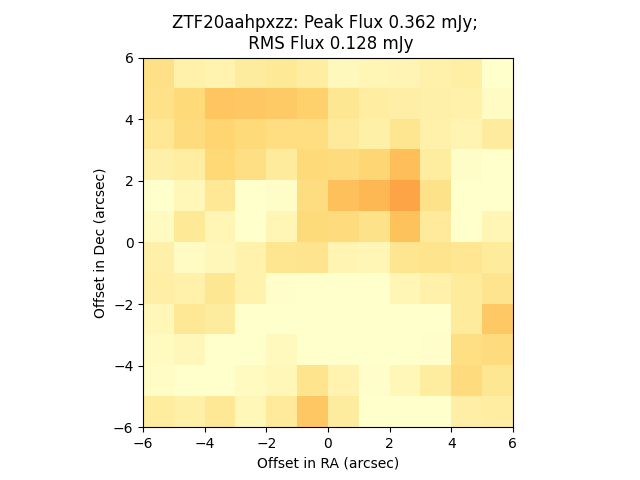 ZTF20aahpxzz: Peak Flux 0.362 mJy;
RMS Flux 0.128 mJy
6
4
2
0
−2
−4
−6
Offset in Dec (arcsec)
−6 −4 −2 0 2 4 6
Offset in RA (arcsec)